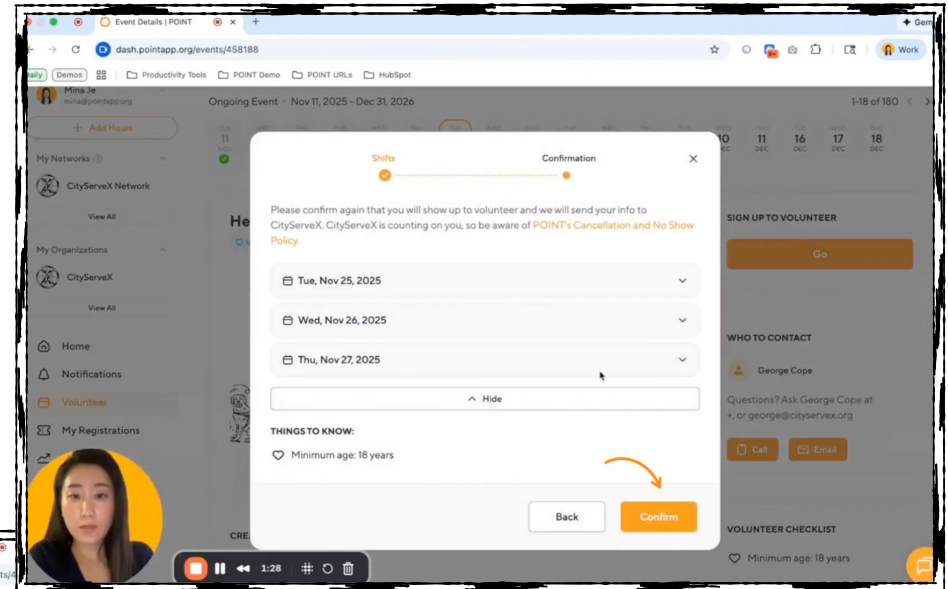 Event Details | POINT
Gem
dash.pointapp.org/events/458188
Work
Demos
Productivity Tools
POINT Demo
POINT URLs
HubSpot
Mina Je
mina@pointapp.org
Ongoing Event · Nov 11, 2025 - Dec 31, 2026
1-18 of 180
+ Add Hours
11
10
11
16
17
18
DEC
DEC
DEC
DEC
DEC
My Networks
CityServeX Network
View All
My Organizations
CityServeX
View All
Home
Notifications
Volunteer
My Registrations
He
CRE
Shifts
Confirmation
Please confirm again that you will show up to volunteer and we will send your info to
CityServeX. CityServeX is counting on you, so be aware of POINT's Cancellation and No Show
Policy.
Tue, Nov 25, 2025
Wed, Nov 26, 2025
Thu, Nov 27, 2025
Hide
THINGS TO KNOW:
Minimum age: 18 years
Back
Confirm
SIGN UP TO VOLUNTEER
Go
WHO TO CONTACT
George Cope
Questions? Ask George Cope at
+, or george@cityservex.org
Call
Email
VOLUNTEER CHECKLIST
Minimum age: 18 years
1:28